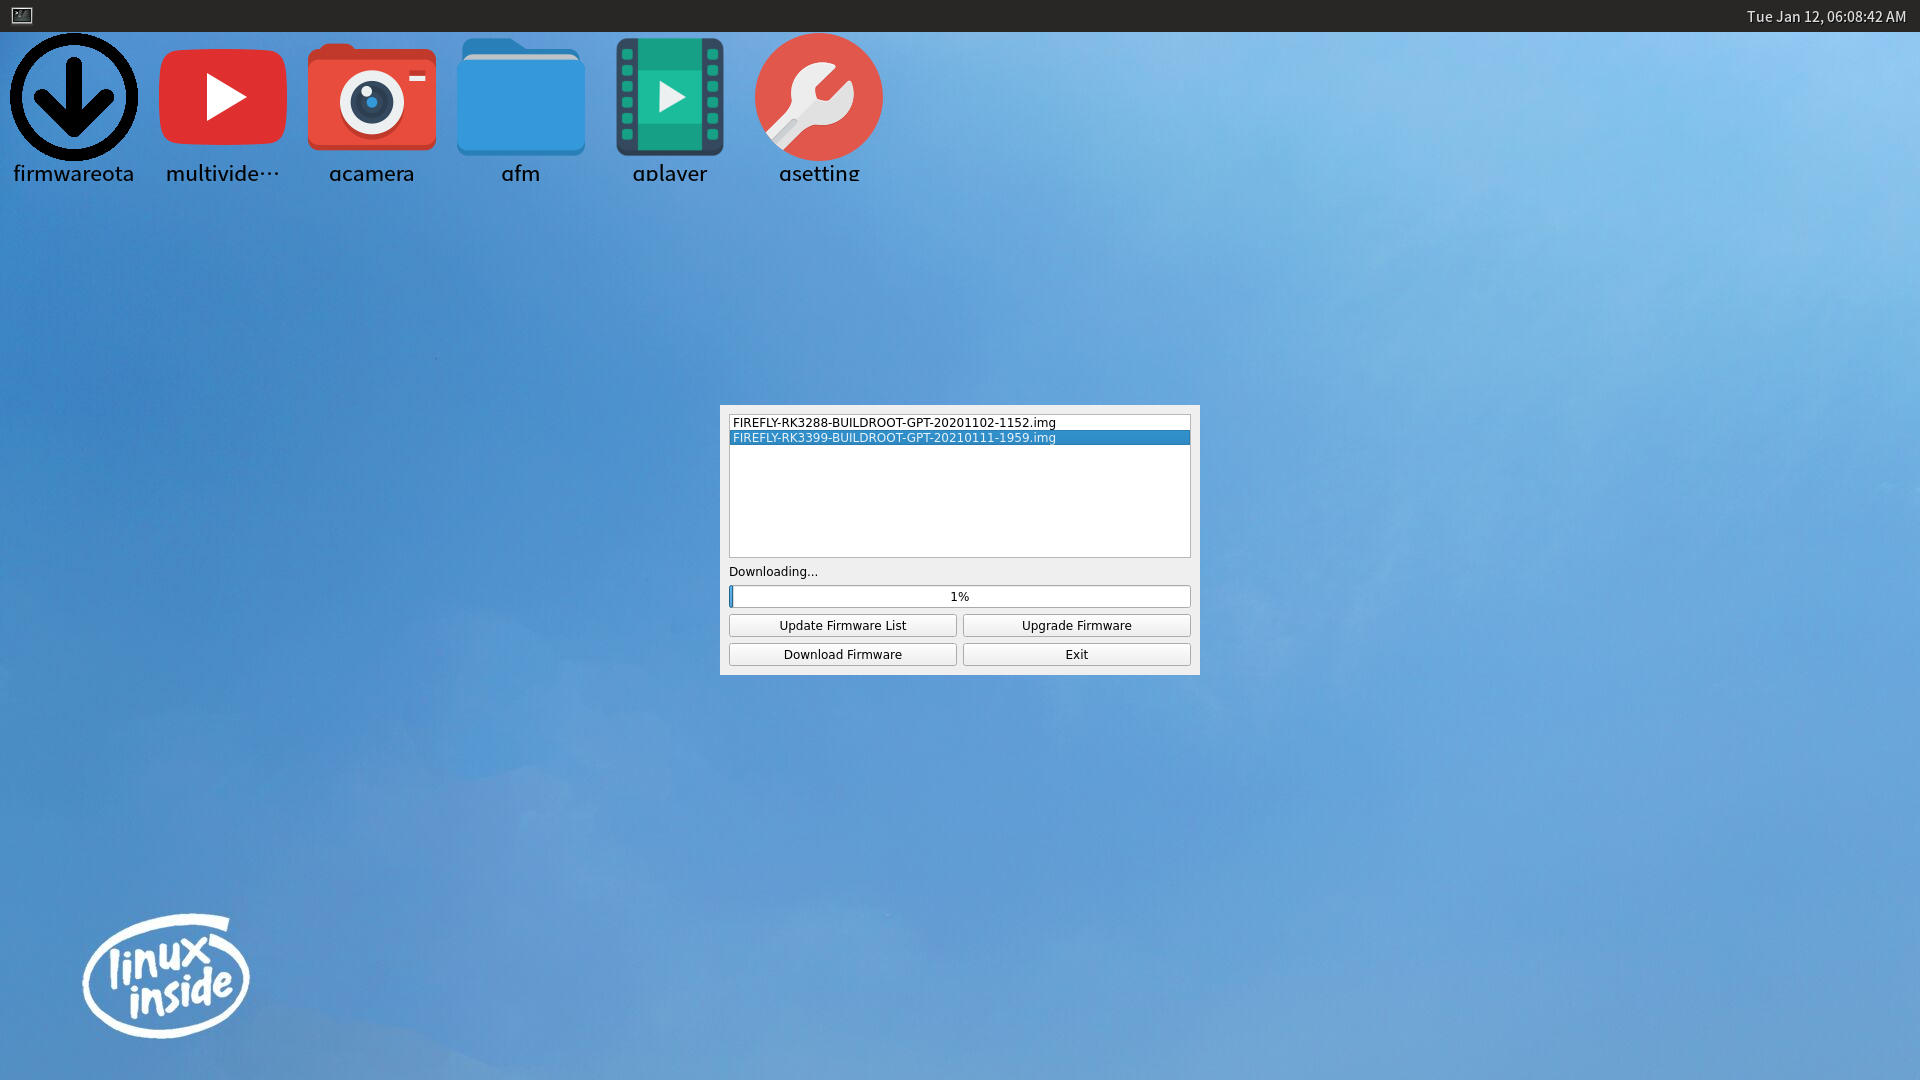 Tue Jan 12, 06:08:42 AM
firmwareota
multivide···
qcamera
qfm
qplayer
qsetting
FIREFLY-RK3288-BUILDROOT-GPT-20201102-1152.img
FIREFLY-RK3399-BUILDROOT-GPT-20210111-1959.img
Downloading...
1%
Update Firmware List
Upgrade Firmware
Download Firmware
Exit
linux
inside